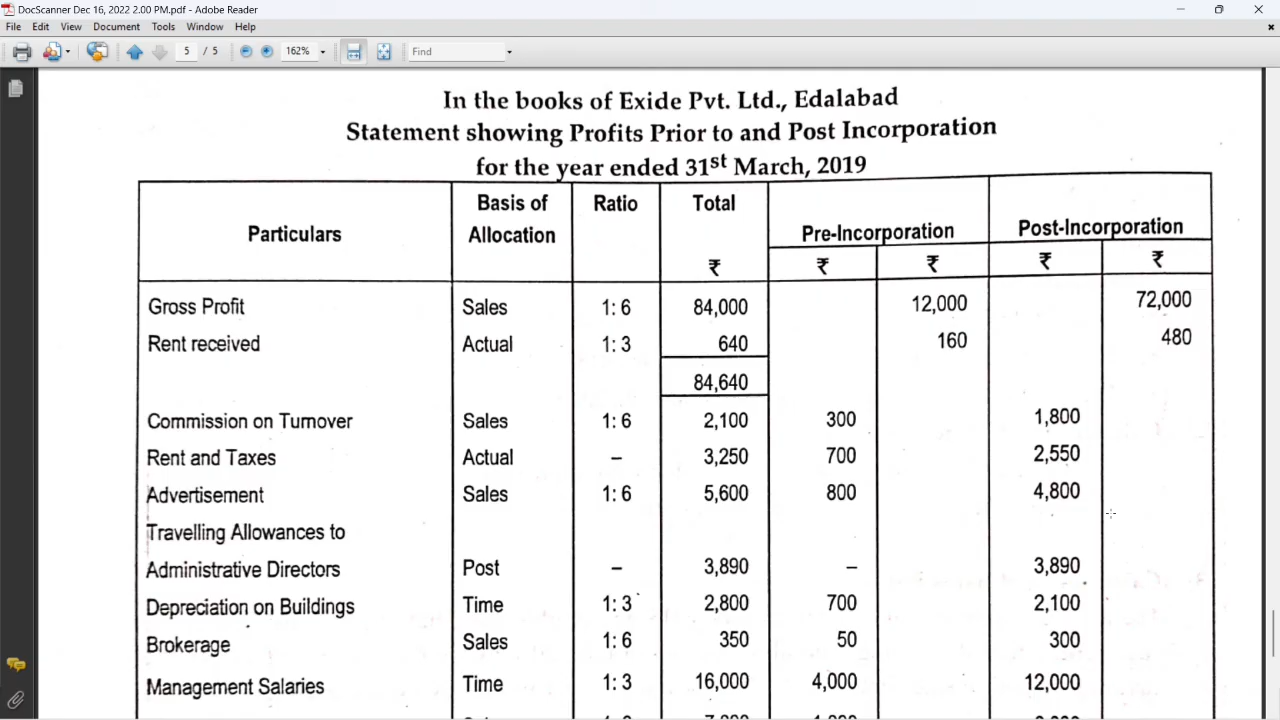 DocScanner Dec 16, 2022 2.00 PM.pdf - Adobe Reader
File Edit View Document Tools Window Help
5 / 5 162% Find
In the books of Exide Pvt. Ltd., Edalabad
Statement showing Profits Prior to and Post Incorporation
for the year ended 31st March, 2019
Particulars Basis of Allocation Ratio Total ₹ Pre-Incorporation ₹ ₹ Post-Incorporation ₹ ₹
Gross Profit Sales 1: 6 84,000 12,000 72,000
Rent received Actual 1: 3 640 160 480
84,640
Commission on Turnover Sales 1: 6 2,100 300 1,800
Rent and Taxes Actual – 3,250 700 2,550
Advertisement Sales 1: 6 5,600 800 4,800
Travelling Allowances to
Administrative Directors Post – 3,890 – 3,890
Depreciation on Buildings Time 1: 3 2,800 700 2,100
Brokerage Sales 1: 6 350 50 300
Management Salaries Time 1: 3 16,000 4,000 12,000